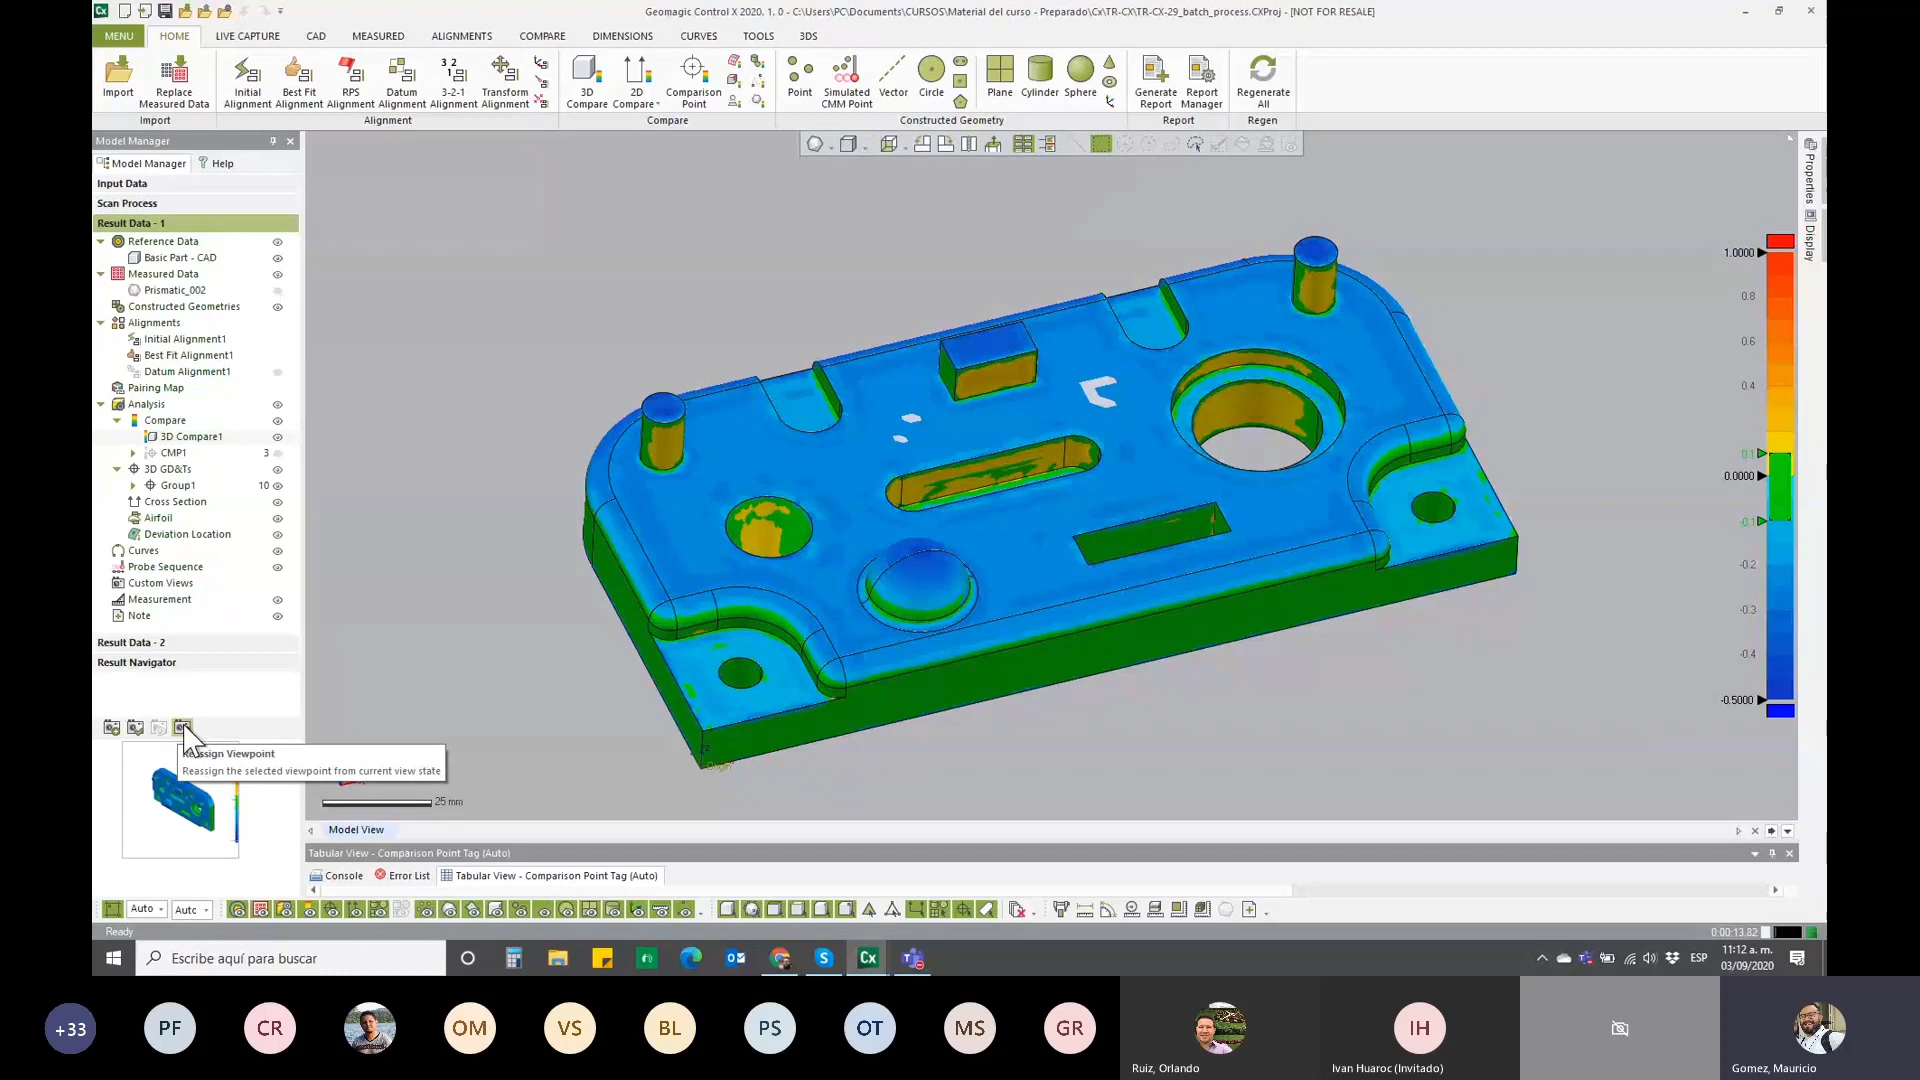 Geomagic Control X 2020. 1, 0 - C:\Users\PC\Documents\CURSOS\Material del curso - Preparado\Cx\TR-CX\TR-CX-29_batch_process.CXProj - [NOT FOR RESALE]
MENU HOME LIVE CAPTURE CAD MEASURED ALIGNMENTS COMPARE DIMENSIONS CURVES TOOLS 3DS
Import
Replace Measured Data
Initial Alignment
Best Fit Alignment
RPS Alignment
Datum Alignment
3-2-1 Alignment
Transform Alignment
3D Compare
2D Compare
Comparison Point
Point
Simulated CMM Point
Vector
Circle
Plane
Cylinder
Sphere
Generate Report
Report Manager
Regenerate All
Import Alignment Compare Constructed Geometry Report Regen
Model Manager
Model Manager Help
Input Data
Scan Process
Result Data - 1
Reference Data
Basic Part - CAD
Measured Data
Prismatic_002
Constructed Geometries
Alignments
Initial Alignment1
Best Fit Alignment1
Datum Alignment1
Pairing Map
Analysis
Compare
3D Compare1
CMP1 3
3D GD&Ts
Group1 10
Cross Section
Airfoil
Deviation Location
Curves
Probe Sequence
Custom Views
Measurement
Note
Result Data - 2
Result Navigator
Viewpoint
Reassign the selected viewpoint from current view state
25 mm
1.0000
0.8
0.6
0.4
0.1
0.0000
-0.1
-0.2
-0.3
-0.4
-0.5000
Properties
Display
Model View
Tabular View - Comparison Point Tag (Auto)
Console Error List Tabular View - Comparison Point Tag (Auto)
Auto Autc
Ready
0:00:13.82
Escribe aquí para buscar
Cx
ESP
11:12 a. m.
03/09/2020
+33 PF CR OM VS BL PS OT MS GR IH
Ruiz, Orlando
Ivan Huaroc (Invitado)
Gomez, Mauricio